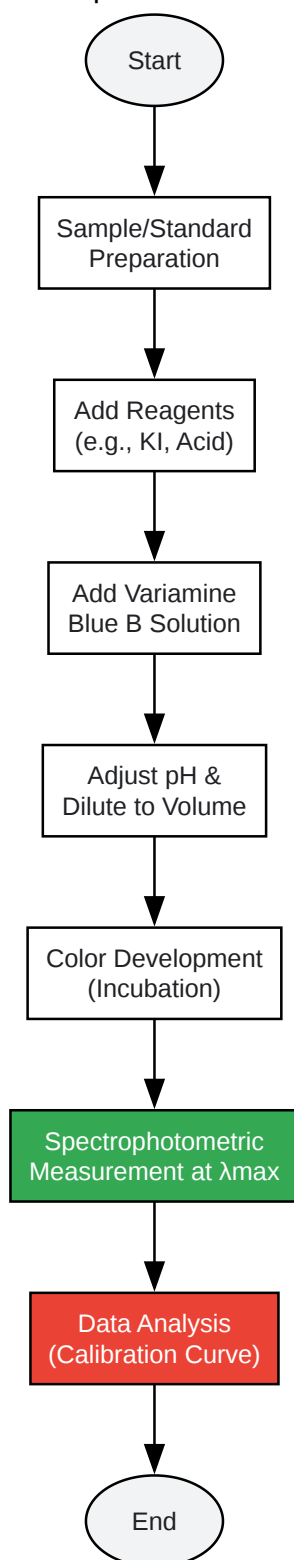 Start
Sample/Standard
Preparation
Add Reagents
(e.g., KI, Acid)
Add Variamine
Blue B Solution
Adjust pH &
Dilute to Volume
Color Development
(Incubation)
Spectrophotometric
Measurement at λmax
Data Analysis
(Calibration Curve)
End